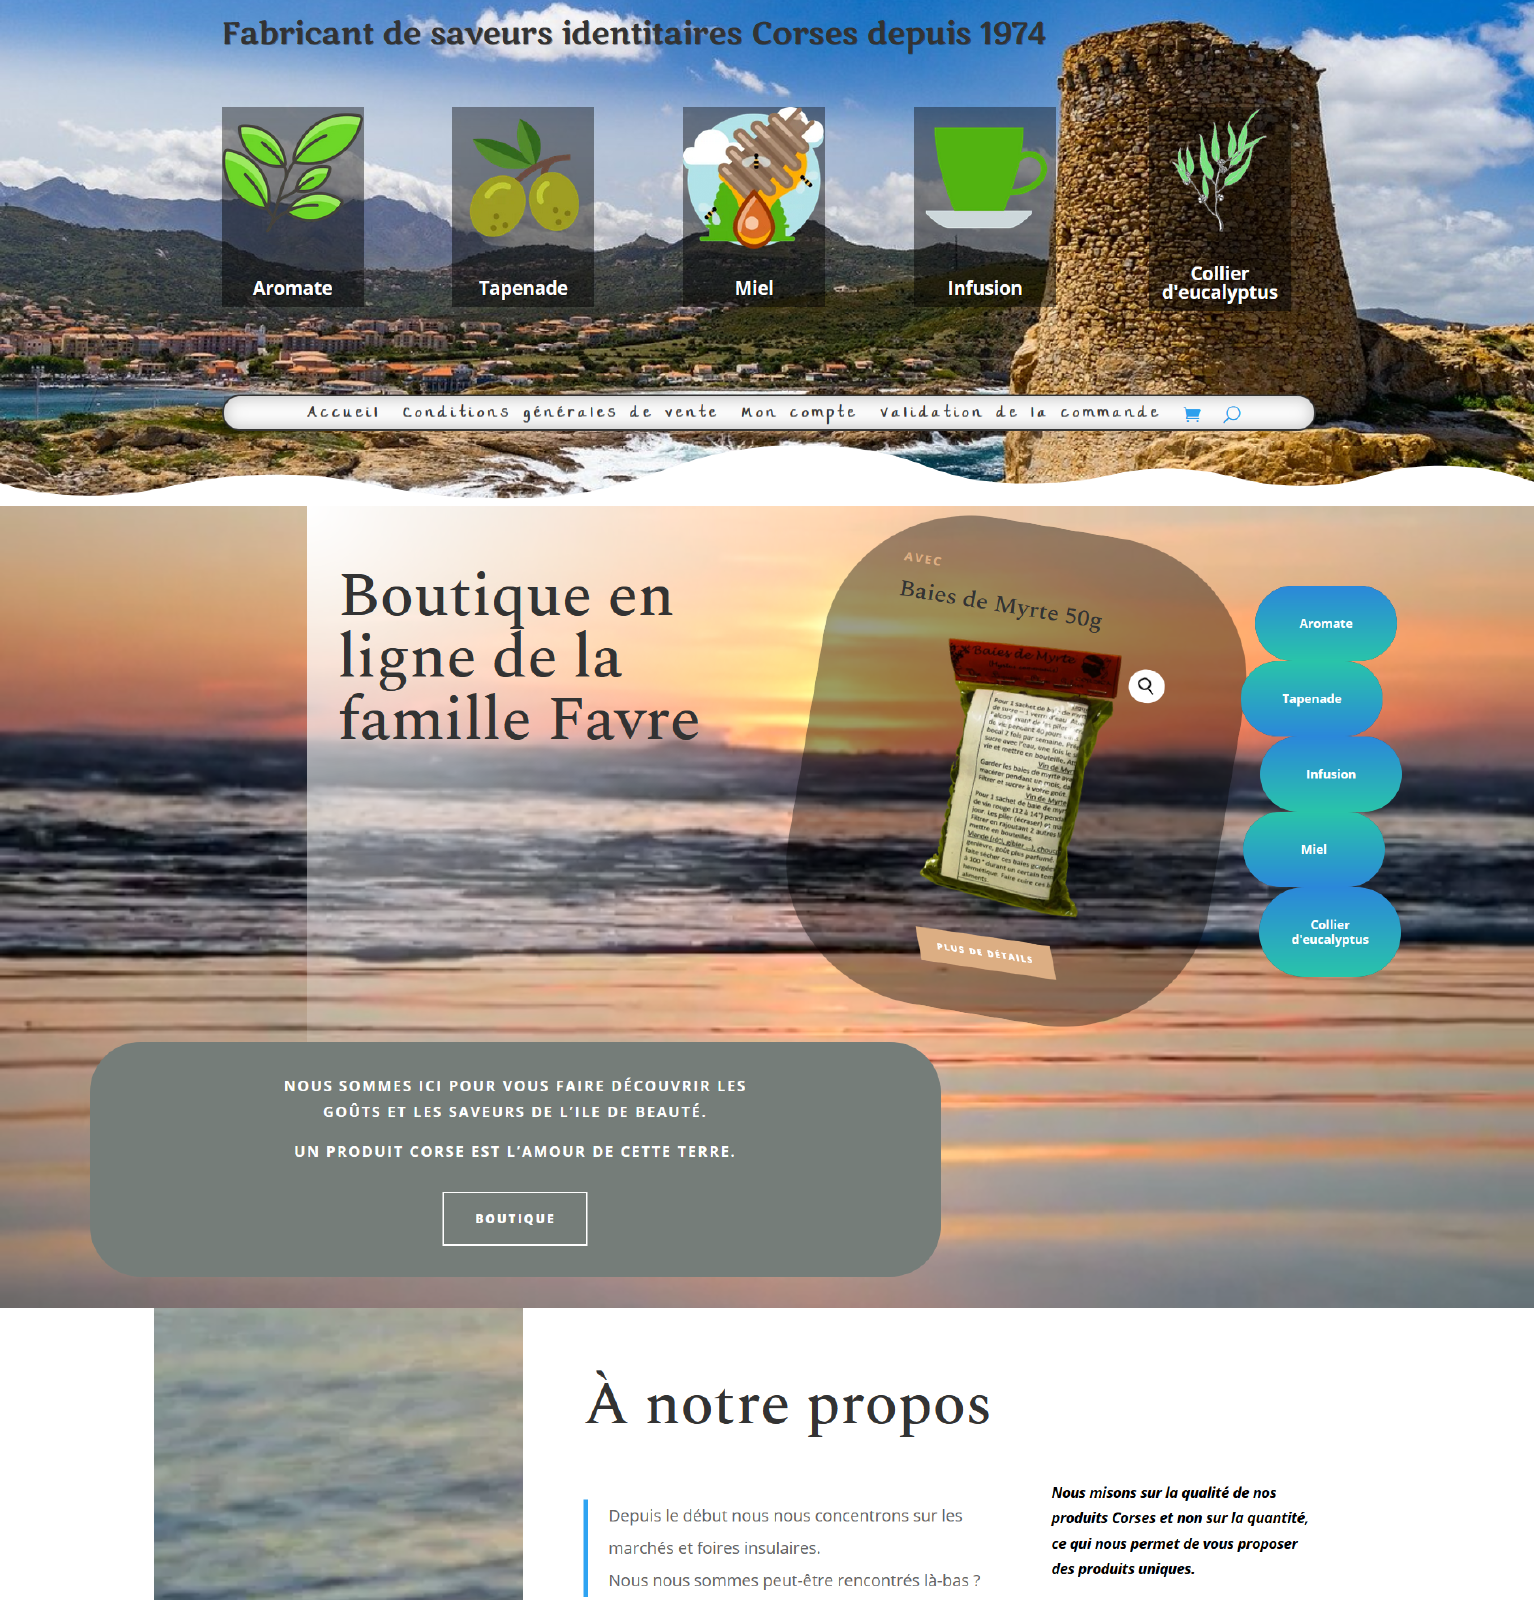 Fabricant de saveurs identitaires Corses depuis 1974
Aromate
Tapenade
Miel
Infusion
Collier
d'eucalyptus
Accueil Conditions générales de vente Mon compte Validation de la commande
Boutique en
ligne de la
famille Favre
AVEC
Baies de Myrte 50g
Baies de Myrte
PLUS DE DÉTAILS
Aromate
Tapenade
Infusion
Miel
Collier
d'eucalyptus
NOUS SOMMES ICI POUR VOUS FAIRE DÉCOUVRIR LES
GOÛTS ET LES SAVEURS DE L’ILE DE BEAUTÉ.
UN PRODUIT CORSE EST L’AMOUR DE CETTE TERRE.
BOUTIQUE
À notre propos
Depuis le début nous nous concentrons sur les
marchés et foires insulaires.
Nous nous sommes peut-être rencontrés là-bas ?
Nous misons sur la qualité de nos
produits Corses et non sur la quantité,
ce qui nous permet de vous proposer
des produits uniques.